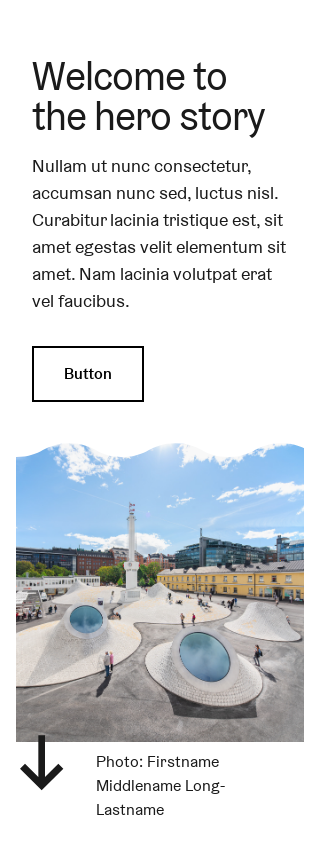 Welcome to
the hero story
Nullam ut nunc consectetur,
accumsan nunc sed, luctus nisl.
Curabitur lacinia tristique est, sit
amet egestas velit elementum sit
amet. Nam lacinia volutpat erat
vel faucibus.
Button
Photo: Firstname
Middlename Long-
Lastname